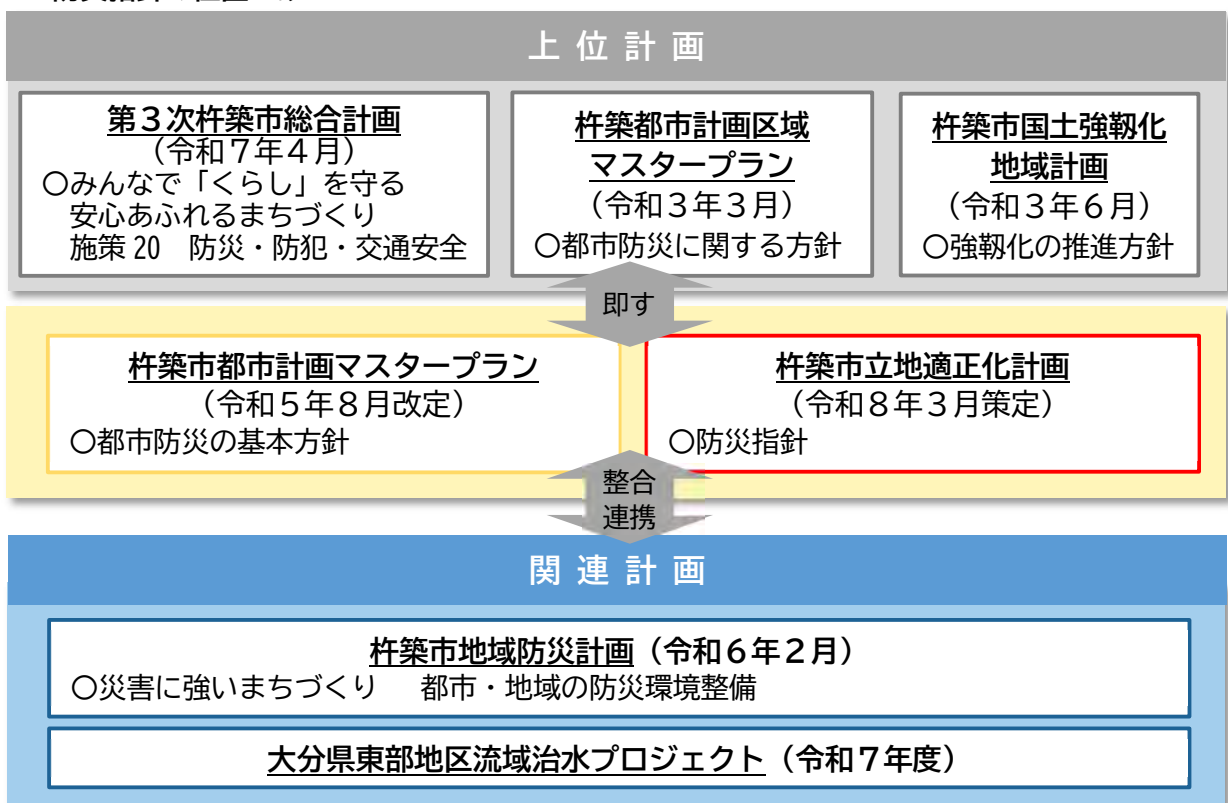 上位計画
第３次杵築市総合計画
（令和７年４月）
〇みんなで「くらし」を守る
安心あふれるまちづくり
施策 20　防災・防犯・交通安全
杵築都市計画区域
マスタープラン
（令和３年３月）
〇都市防災に関する方針
杵築市国土強靱化
地域計画
（令和３年６月）
〇強靱化の推進方針
即す
杵築市都市計画マスタープラン
（令和５年８月改定）
〇都市防災の基本方針
杵築市立地適正化計画
（令和８年３月策定）
〇防災指針
整合
連携
関連計画
杵築市地域防災計画（令和６年２月）
〇災害に強いまちづくり　都市・地域の防災環境整備
大分県東部地区流域治水プロジェクト（令和７年度）